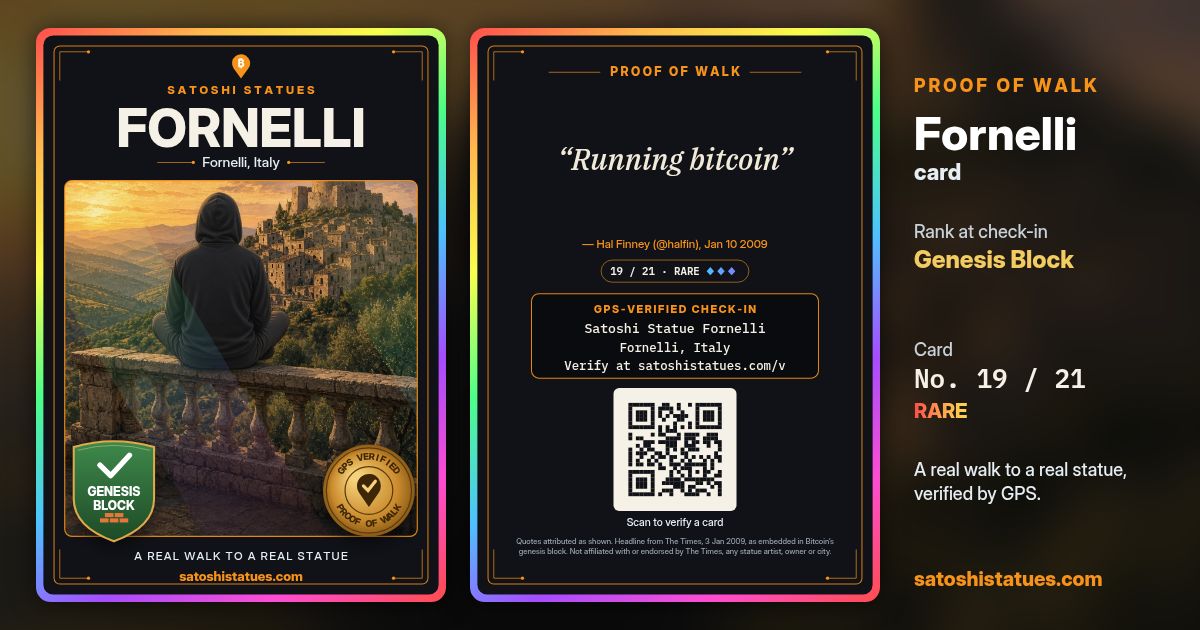 SATOSHI STATUES
FORNELLI
Fornelli, Italy
GENESIS
BLOCK
GPS VERIFIED
PROOF OF WALK
A REAL WALK TO A REAL STATUE
satoshistatues.com
PROOF OF WALK
“Running bitcoin”
— Hal Finney (@halfin), Jan 10 2009
19 / 21 · RARE
GPS-VERIFIED CHECK-IN
Satoshi Statue Fornelli
Fornelli, Italy
Verify at satoshistatues.com/v
Scan to verify a card
Quotes attributed as shown. Headline from The Times, 3 Jan 2009, as embedded in Bitcoin's
genesis block. Not affiliated with or endorsed by The Times, any statue artist, owner or city.
PROOF OF WALK
Fornelli
card
Rank at check-in
Genesis Block
Card
No. 19 / 21
RARE
A real walk to a real statue,
verified by GPS.
satoshistatues.com